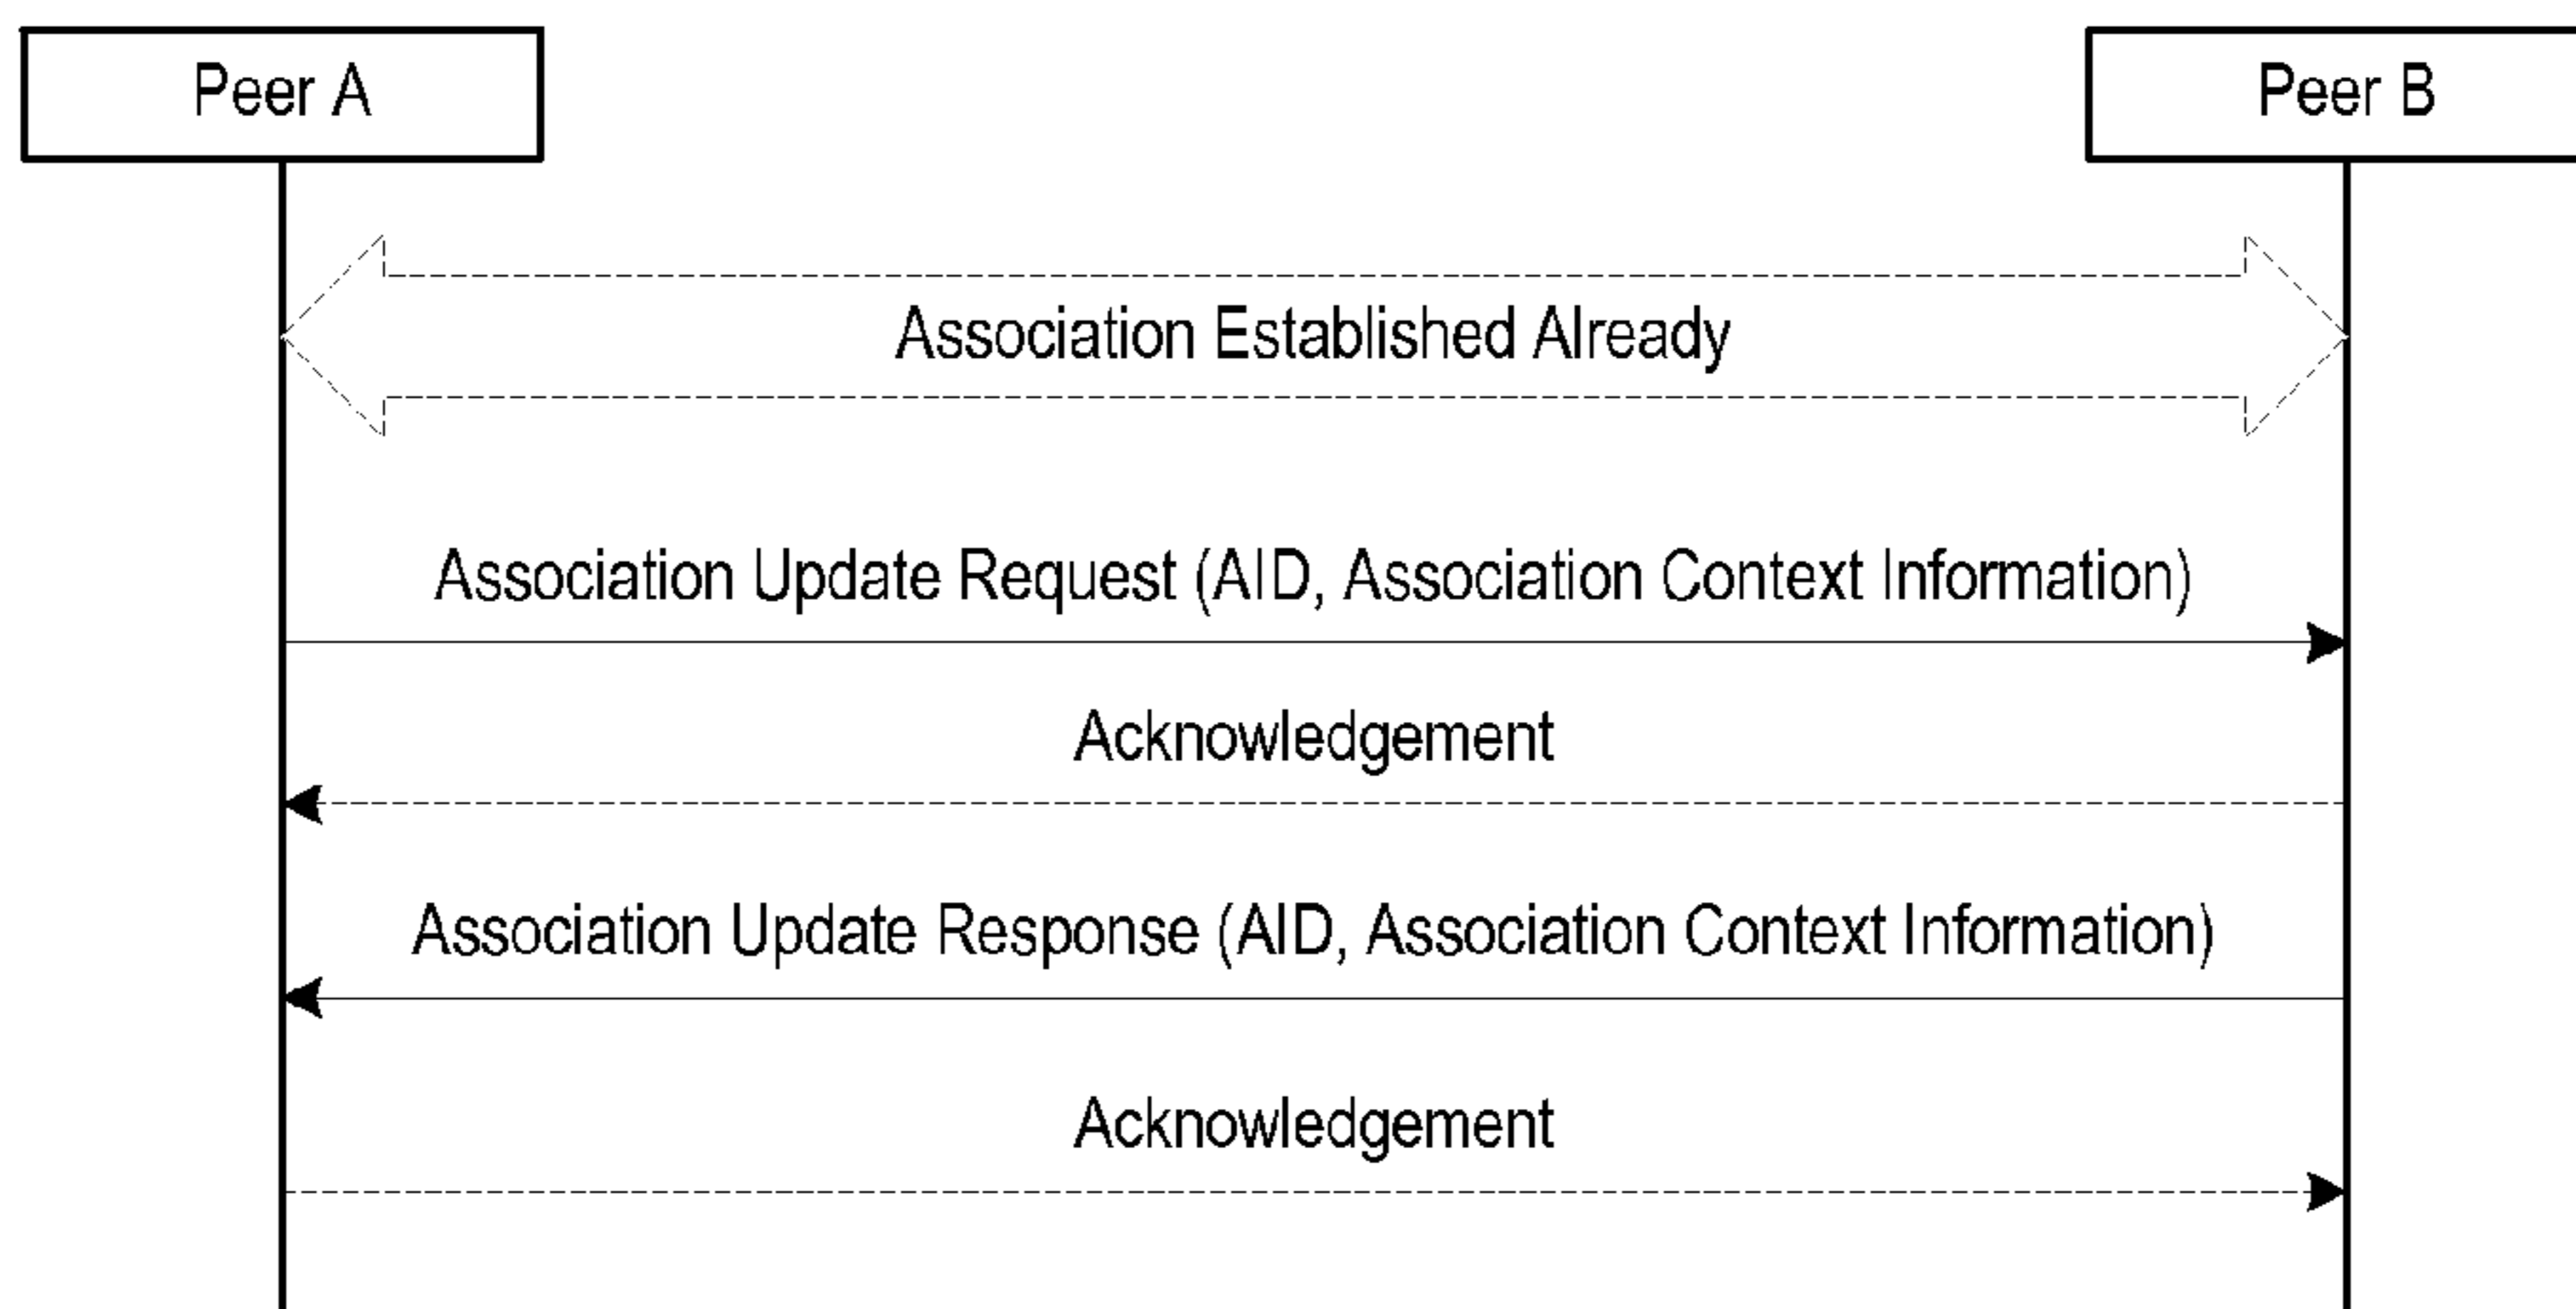 Peer A
Peer B
Association Established Already
Association Update Request (AID, Association Context Information)
Acknowledgement
Association Update Response (AID, Association Context Information)
Acknowledgement